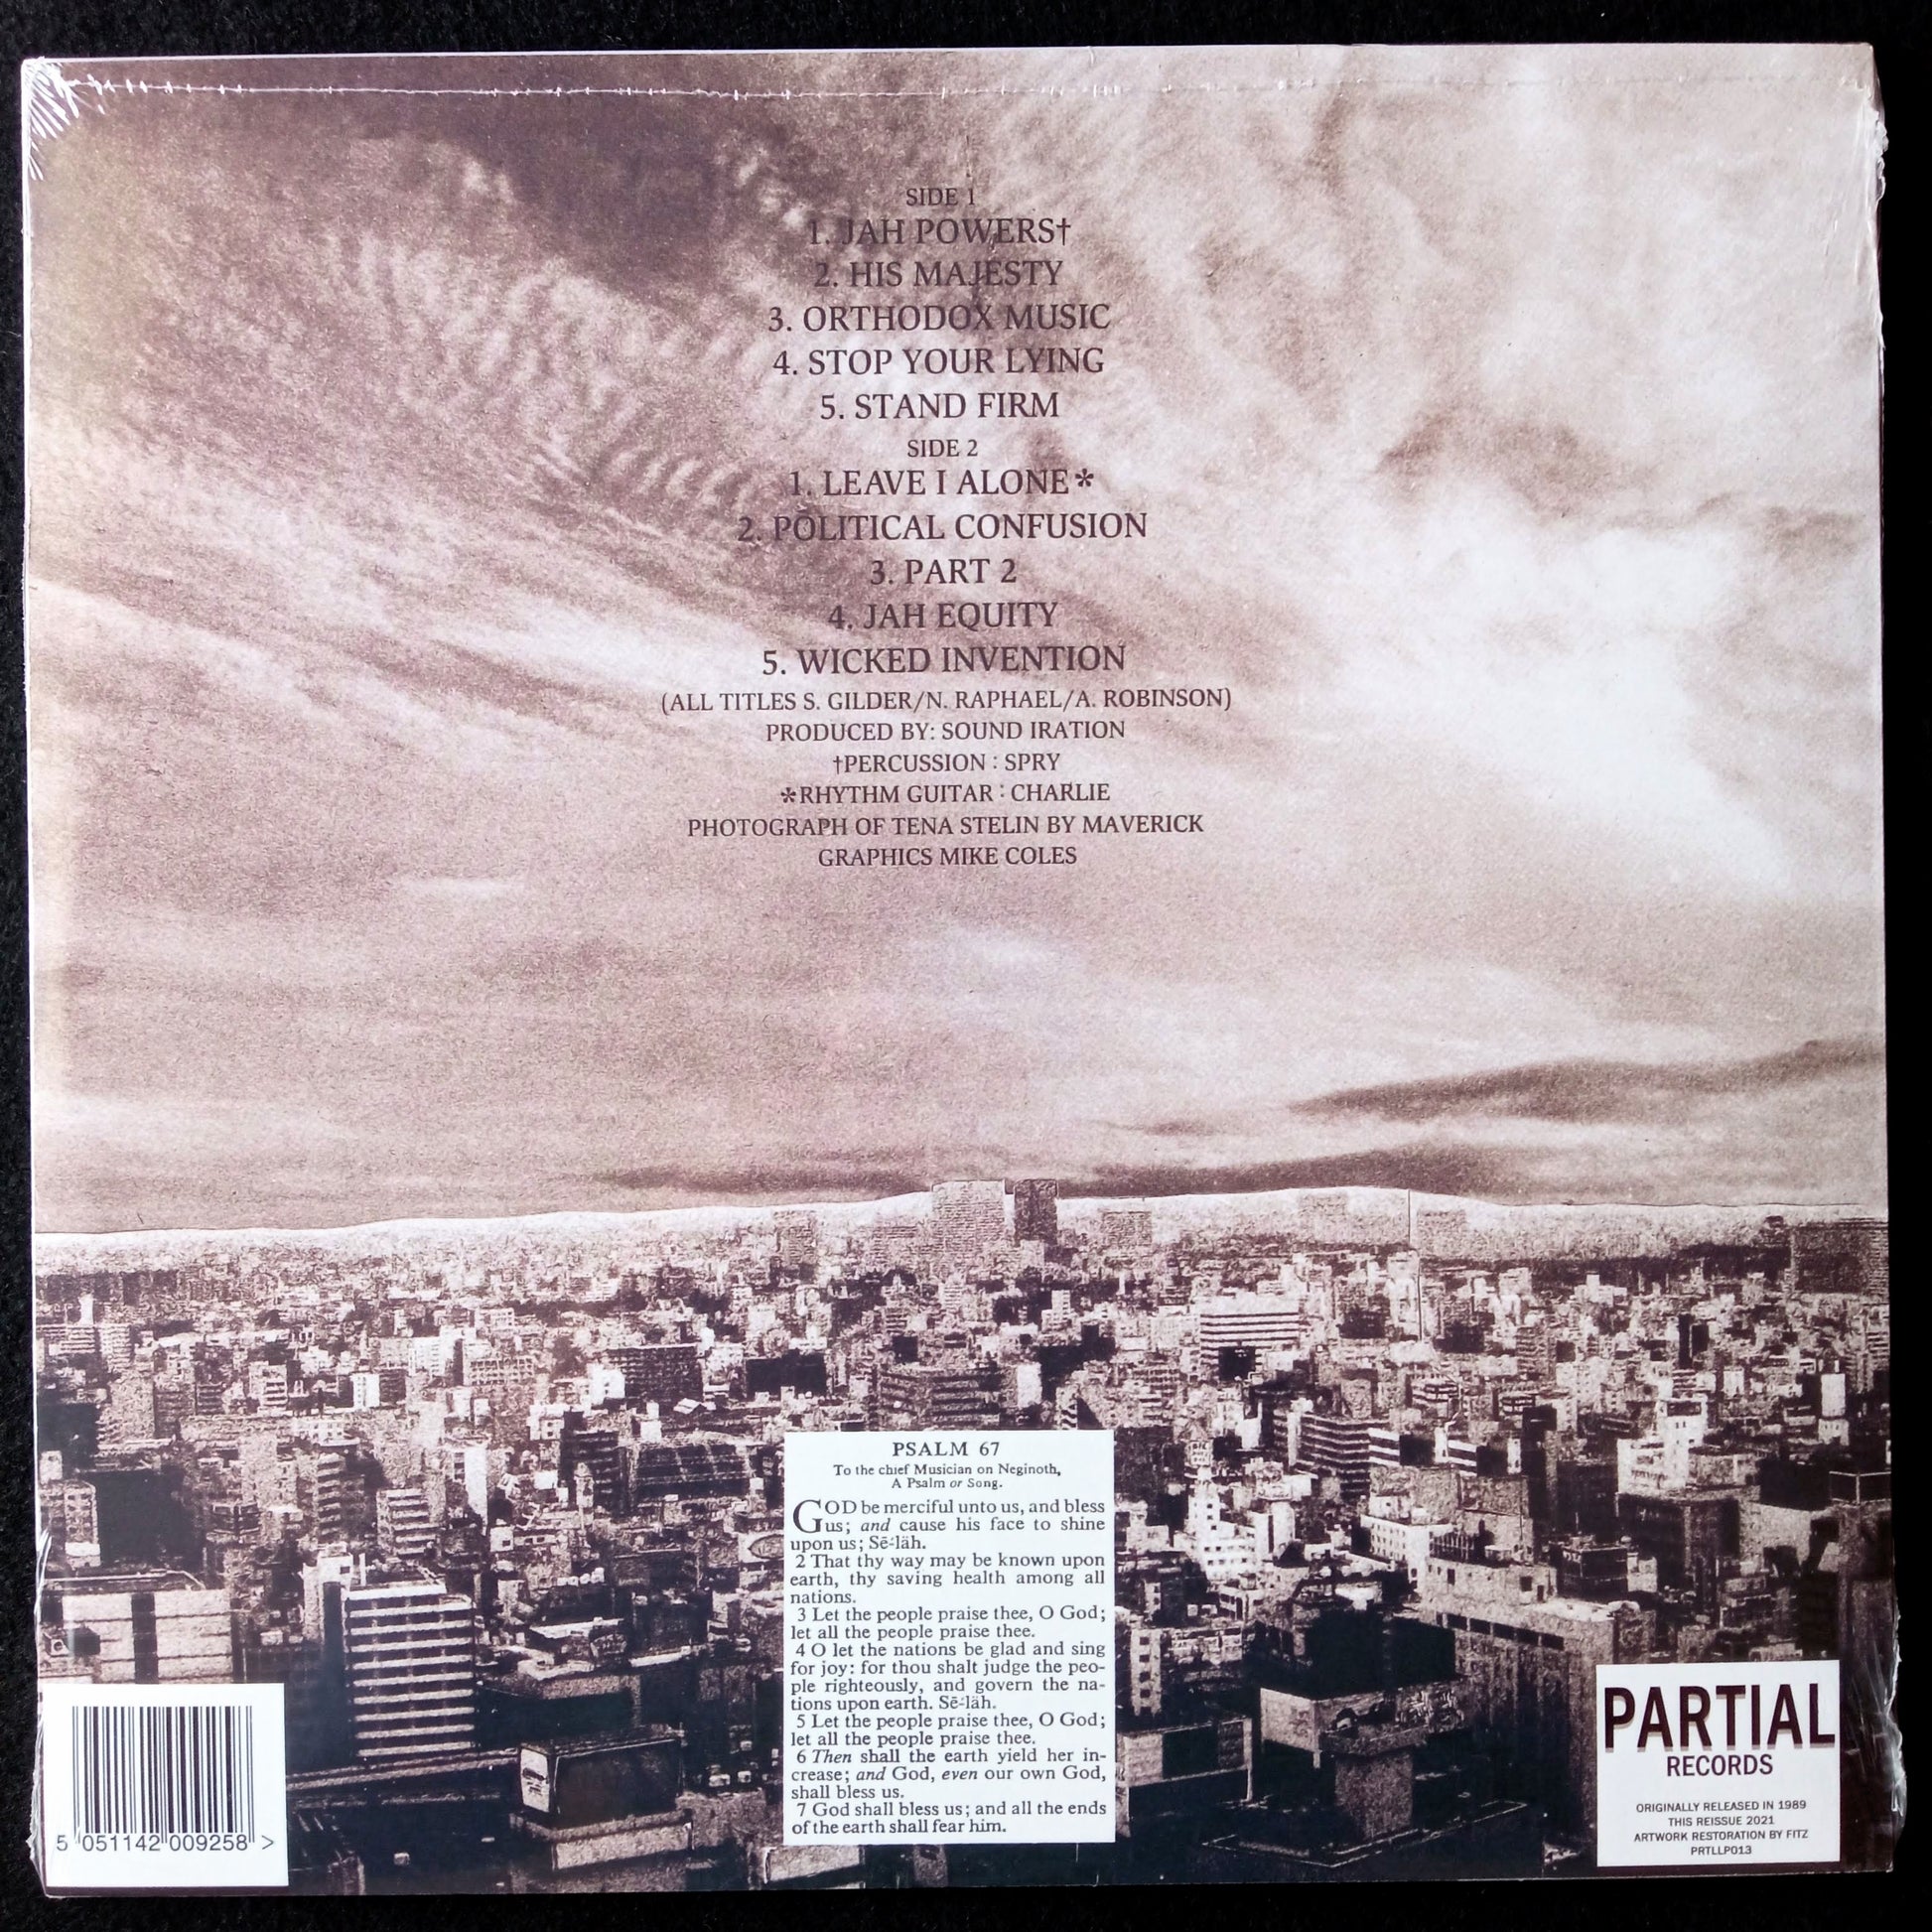 SIDE 1
1. JAH POWERS†
2. HIS MAJESTY
3. ORTHODOX MUSIC
4. STOP YOUR LYING
5. STAND FIRM
SIDE 2
1. LEAVE I ALONE*
2. POLITICAL CONFUSION
3. PART 2
4. JAH EQUITY
5. WICKED INVENTION
(ALL TITLES S. GILDER/N. RAPHAEL/A. ROBINSON)
PRODUCED BY: SOUND IRATION
†PERCUSSION : SPRY
*RHYTHM GUITAR : CHARLIE
PHOTOGRAPH OF TENA STELIN BY MAVERICK
GRAPHICS MIKE COLES
PSALM 67
To the chief Musician on Neginoth,
A Psalm or Song.
GOD be merciful unto us, and bless
us; and cause his face to shine
upon us; Sē-́läh.
2 That thy way may be known upon
earth, thy saving health among all
nations.
3 Let the people praise thee, O God;
let all the people praise thee.
4 O let the nations be glad and sing
for joy: for thou shalt judge the peo-
ple righteously, and govern the na-
tions upon earth. Sē-́läh.
5 Let the people praise thee, O God;
let all the people praise thee.
6 Then shall the earth yield her in-
crease; and God, even our own God,
shall bless us.
7 God shall bless us; and all the ends
of the earth shall fear him.
5 051142 009258 >
PARTIAL
RECORDS
ORIGINALLY RELEASED IN 1989
THIS REISSUE 2021
ARTWORK RESTORATION BY FITZ
PRTLLP013